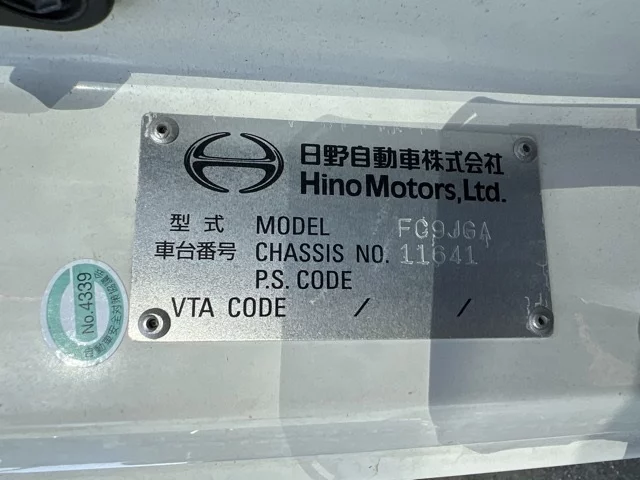 日野自動車株式会社
Hino Motors, Ltd.
型式 MODEL FC9JGA
車台番号 CHASSIS NO. 11641
P.S. CODE
VTA CODE / /
No.4339